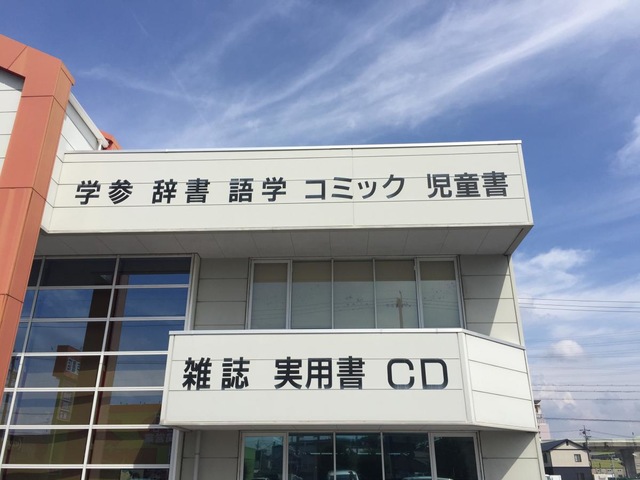 学参 辞書 語学 コミック 児童書
雑誌 実用書 CD